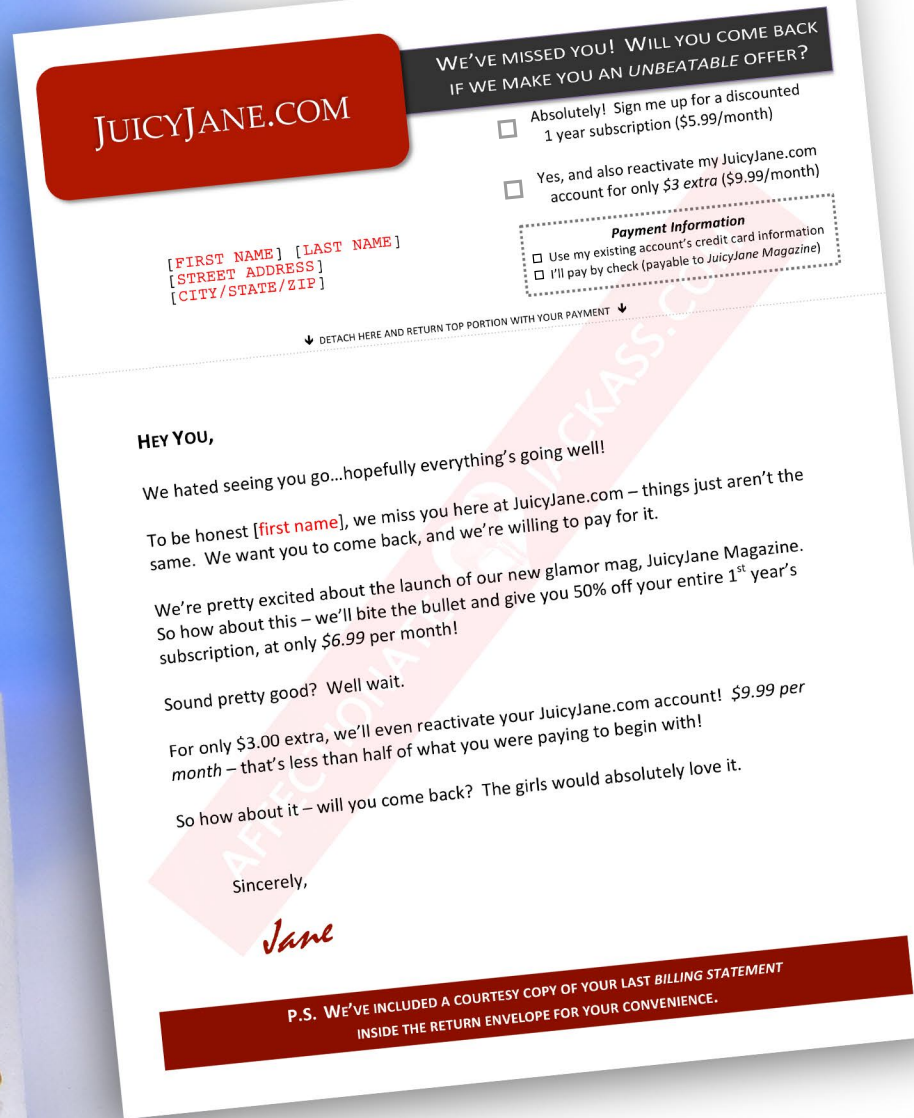 JUICYJANE.COM
WE'VE MISSED YOU! WILL YOU COME BACK
IF WE MAKE YOU AN UNBEATABLE OFFER?
Absolutely! Sign me up for a discounted
1 year subscription ($5.99/month)
Yes, and also reactivate my JuicyJane.com
account for only $3 extra ($9.99/month)
Payment Information
Use my existing account's credit card information
I'll pay by check (payable to JuicyJane Magazine)
[FIRST NAME] [LAST NAME]
[STREET ADDRESS]
[CITY/STATE/ZIP]
DETACH HERE AND RETURN TOP PORTION WITH YOUR PAYMENT
HEY YOU,
We hated seeing you go...hopefully everything's going well!
To be honest [first name], we miss you here at JuicyJane.com – things just aren't the
same. We want you to come back, and we're willing to pay for it.
We're pretty excited about the launch of our new glamor mag, JuicyJane Magazine.
So how about this – we'll bite the bullet and give you 50% off your entire 1st year's
subscription, at only $6.99 per month!
Sound pretty good? Well wait.
For only $3.00 extra, we'll even reactivate your JuicyJane.com account! $9.99 per
month – that's less than half of what you were paying to begin with!
So how about it – will you come back? The girls would absolutely love it.
Sincerely,
Jane
P.S. WE'VE INCLUDED A COURTESY COPY OF YOUR LAST BILLING STATEMENT
INSIDE THE RETURN ENVELOPE FOR YOUR CONVENIENCE.
AFFECTIONATE JACKASS.COM